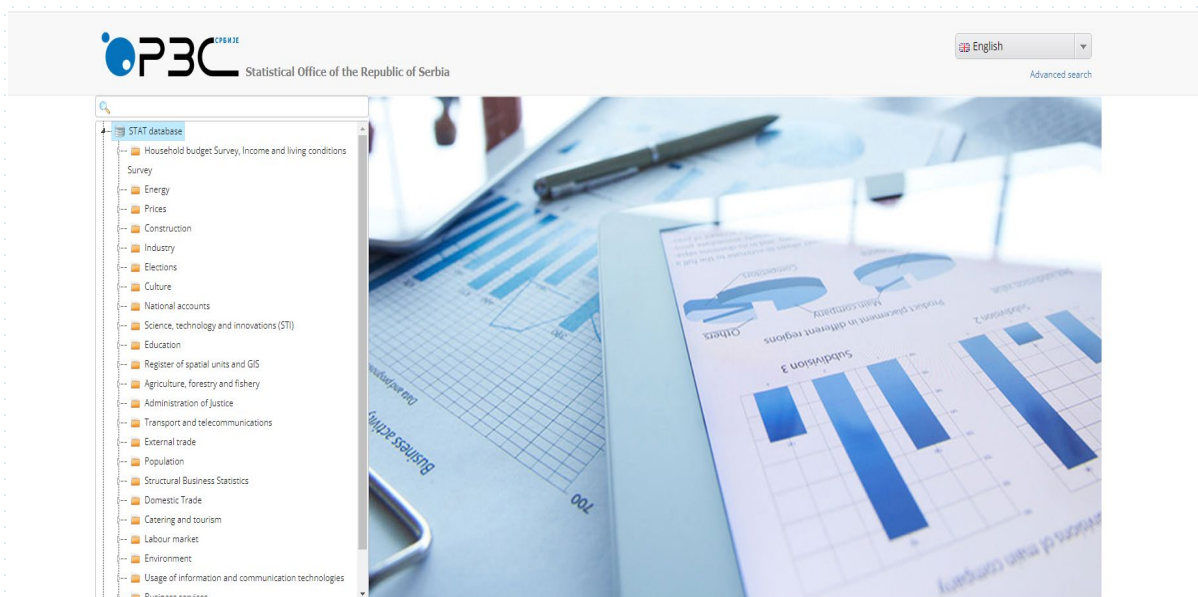 СРБИЈЕ
РЗС
Statistical Office of the Republic of Serbia
English
Advanced search
STAT database
Household budget Survey, Income and living conditions
Survey
Energy
Prices
Construction
Industry
Elections
Culture
National accounts
Science, technology and innovations (STI)
Education
Register of spatial units and GIS
Agriculture, forestry and fishery
Administration of Justice
Transport and telecommunications
External trade
Population
Structural Business Statistics
Domestic Trade
Catering and tourism
Labour market
Environment
Usage of information and communication technologies
Business services
Competitors
Main company
Others
Product placement in different regions
Subdivision 2
Subdivision 3
Business activity
700